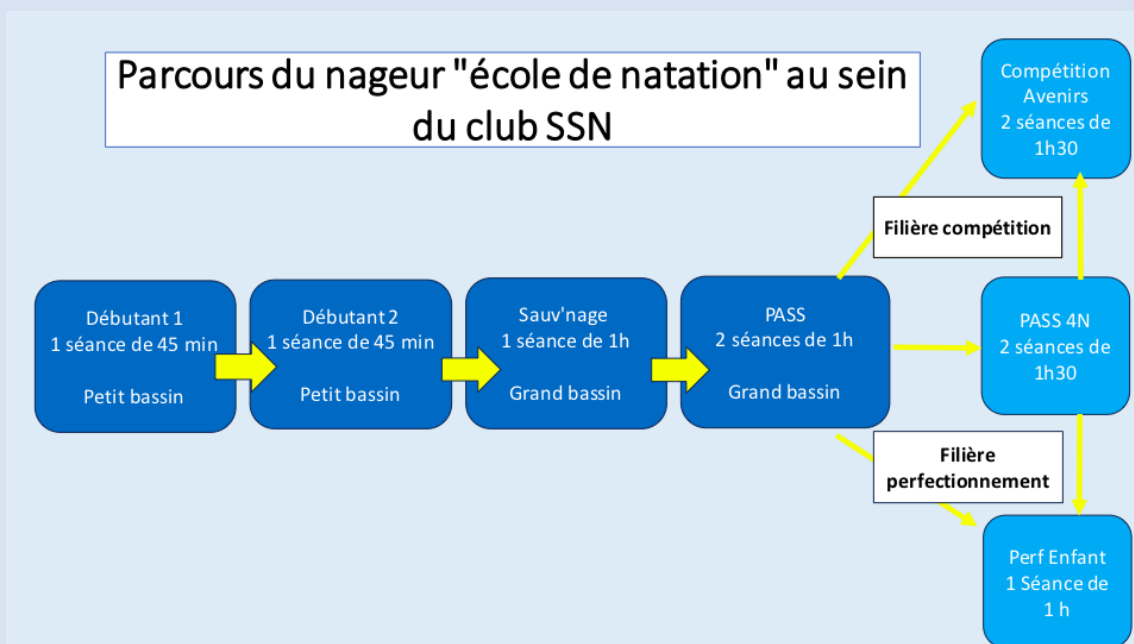 Parcours du nageur "école de natation" au sein
du club SSN
Compétition
Avenirs
2 séances de
1h30
Filière compétition
Débutant 1
1 séance de 45 min
Petit bassin
Débutant 2
1 séance de 45 min
Petit bassin
Sauv'nage
1 séance de 1h
Grand bassin
PASS
2 séances de 1h
Grand bassin
PASS 4N
2 séances de
1h30
Filière
perfectionnement
Perf Enfant
1 Séance de
1 h